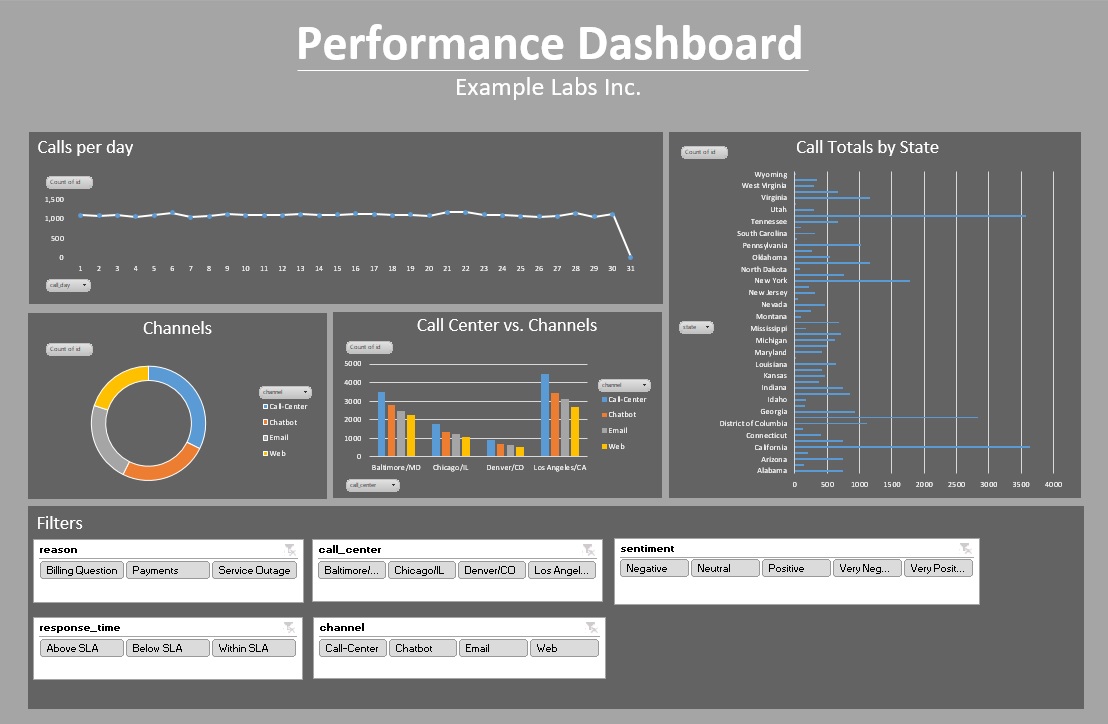 Performance Dashboard
Example Labs Inc.
Calls per day
Count of id
1,500
1,000
500
0
1 2 3 4 5 6 7 8 9 10 11 12 13 14 15 16 17 18 19 20 21 22 23 24 25 26 27 28 29 30 31
call_day
Call Totals by State
Count of id
Wyoming
West Virginia
Virginia
Utah
Tennessee
South Carolina
Pennsylvania
Oklahoma
North Dakota
New York
New Jersey
Nevada
Montana
Mississippi
Michigan
Maryland
Louisiana
Kansas
Indiana
Idaho
Georgia
District of Columbia
Connecticut
California
Arizona
Alabama
0 500 1000 1500 2000 2500 3000 3500 4000
state
Channels
Count of id
channel
Call-Center
Chatbot
Email
Web
Call Center vs. Channels
Count of id
5000
4000
3000
2000
1000
0
Baltimore/MD Chicago/IL Denver/CO Los Angeles/CA
channel
Call-Center
Chatbot
Email
Web
call_center
Filters
reason
Billing Question Payments Service Outage
call_center
Baltimore/... Chicago/IL Denver/CO Los Angel...
sentiment
Negative Neutral Positive Very Neg... Very Posit...
response_time
Above SLA Below SLA Within SLA
channel
Call-Center Chatbot Email Web